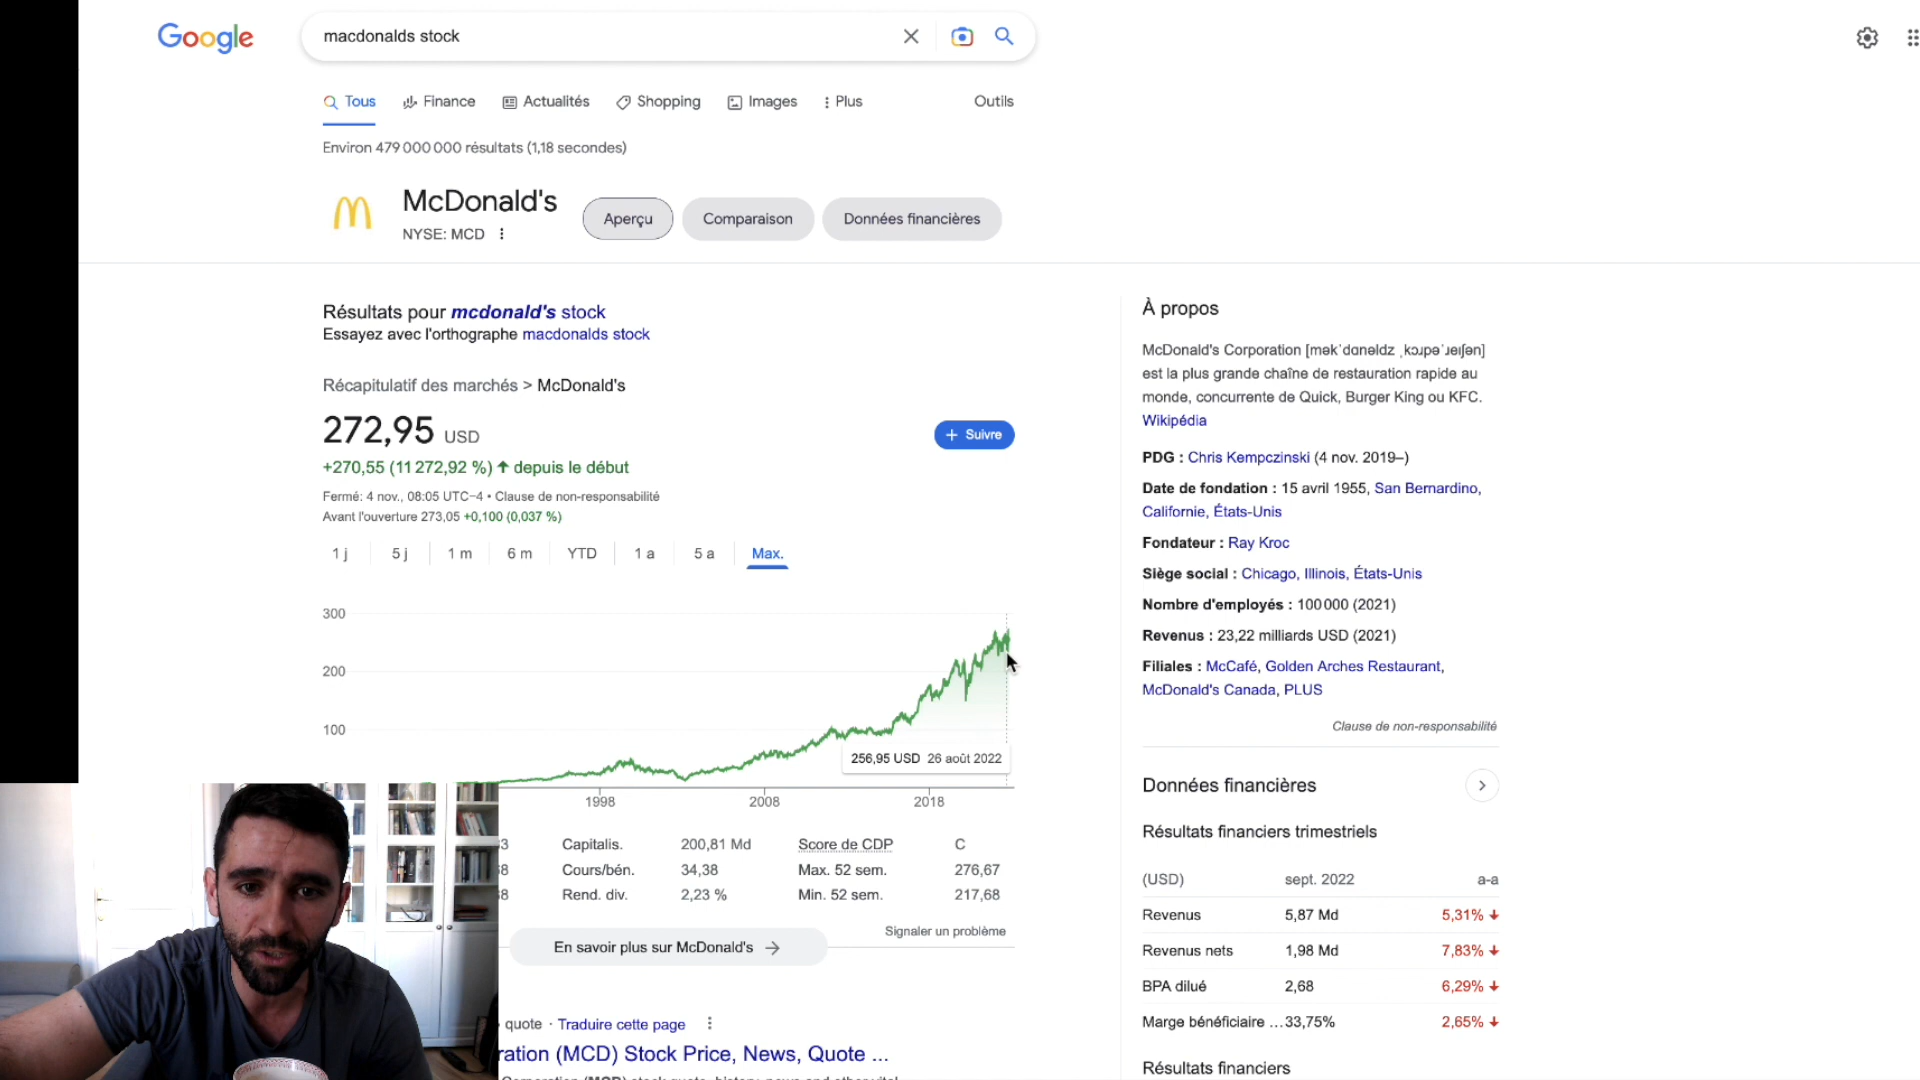 Google
macdonalds stock
Tous
Finance
Actualités
Shopping
Images
Plus
Outils
Environ 479 000 000 résultats (1,18 secondes)
McDonald's
NYSE: MCD
Aperçu
Comparaison
Données financières
Résultats pour mcdonald's stock
Essayez avec l'orthographe macdonalds stock
Récapitulatif des marchés > McDonald's
272,95 USD
+ Suivre
+270,55 (11 272,92 %) ↑ depuis le début
Fermé: 4 nov., 08:05 UTC−4 • Clause de non-responsabilité
Avant l'ouverture 273,05 +0,100 (0,037 %)
1 j
5 j
1 m
6 m
YTD
1 a
5 a
Max.
300
200
100
256,95 USD 26 août 2022
1998
2008
2018
Capitalis. 200,81 Md
Cours/bén. 34,38
Rend. div. 2,23 %
Score de CDP C
Max. 52 sem. 276,67
Min. 52 sem. 217,68
Signaler un problème
En savoir plus sur McDonald's →
quote · Traduire cette page
ration (MCD) Stock Price, News, Quote ...
À propos
McDonald's Corporation [məkˈdɑnəldz ˌkɔɹpəˈɹeɪʃən]
est la plus grande chaîne de restauration rapide au
monde, concurrente de Quick, Burger King ou KFC.
Wikipédia
PDG : Chris Kempczinski (4 nov. 2019–)
Date de fondation : 15 avril 1955, San Bernardino,
Californie, États-Unis
Fondateur : Ray Kroc
Siège social : Chicago, Illinois, États-Unis
Nombre d'employés : 100 000 (2021)
Revenus : 23,22 milliards USD (2021)
Filiales : McCafé, Golden Arches Restaurant,
McDonald's Canada, PLUS
Clause de non-responsabilité
Données financières
Résultats financiers trimestriels
(USD) sept. 2022 a-a
Revenus 5,87 Md 5,31% ↓
Revenus nets 1,98 Md 7,83% ↓
BPA dilué 2,68 6,29% ↓
Marge bénéficiaire ... 33,75% 2,65% ↓
Résultats financiers